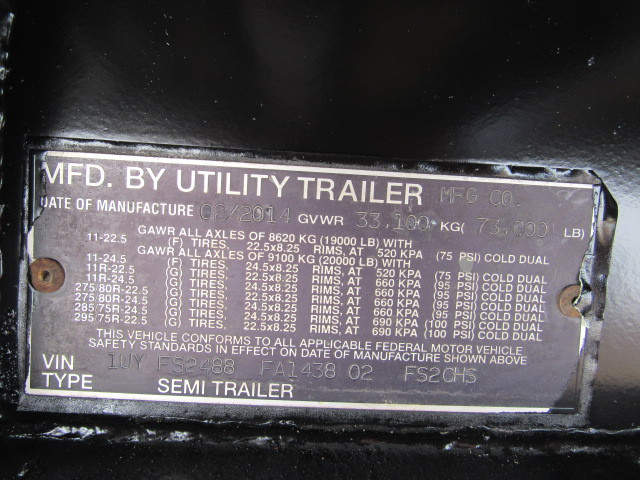 MFD. BY UTILITY TRAILER MFG CO.
DATE OF MANUFACTURE 08/2014 GVWR 33,100 KG( 73,000 LB)
GAWR ALL AXLES OF 8620 KG (19000 LB) WITH
11-22.5 (F) TIRES, 22.5x8.25 RIMS, AT 520 KPA (75 PSI) COLD DUAL
GAWR ALL AXLES OF 9100 KG (20000 LB) WITH
11-24.5 (F) TIRES, 24.5x8.25 RIMS, AT 520 KPA (75 PSI) COLD DUAL
11R-22.5 (G) TIRES, 22.5x8.25 RIMS, AT 660 KPA (95 PSI) COLD DUAL
11R-24.5 (G) TIRES, 24.5x8.25 RIMS, AT 660 KPA (95 PSI) COLD DUAL
275/80R-22.5 (G) TIRES, 22.5x8.25 RIMS, AT 660 KPA (95 PSI) COLD DUAL
275/80R-24.5 (G) TIRES, 24.5x8.25 RIMS, AT 660 KPA (95 PSI) COLD DUAL
285/75R-24.5 (G) TIRES, 24.5x8.25 RIMS, AT 690 KPA (100 PSI) COLD DUAL
295/75R-22.5 (G) TIRES, 22.5x8.25 RIMS, AT 690 KPA (100 PSI) COLD DUAL
THIS VEHICLE CONFORMS TO ALL APPLICABLE FEDERAL MOTOR VEHICLE
SAFETY STANDARDS IN EFFECT ON DATE OF MANUFACTURE SHOWN ABOVE
VIN 1UY FS2488 FA1438 02 FS2CHS
TYPE SEMI TRAILER